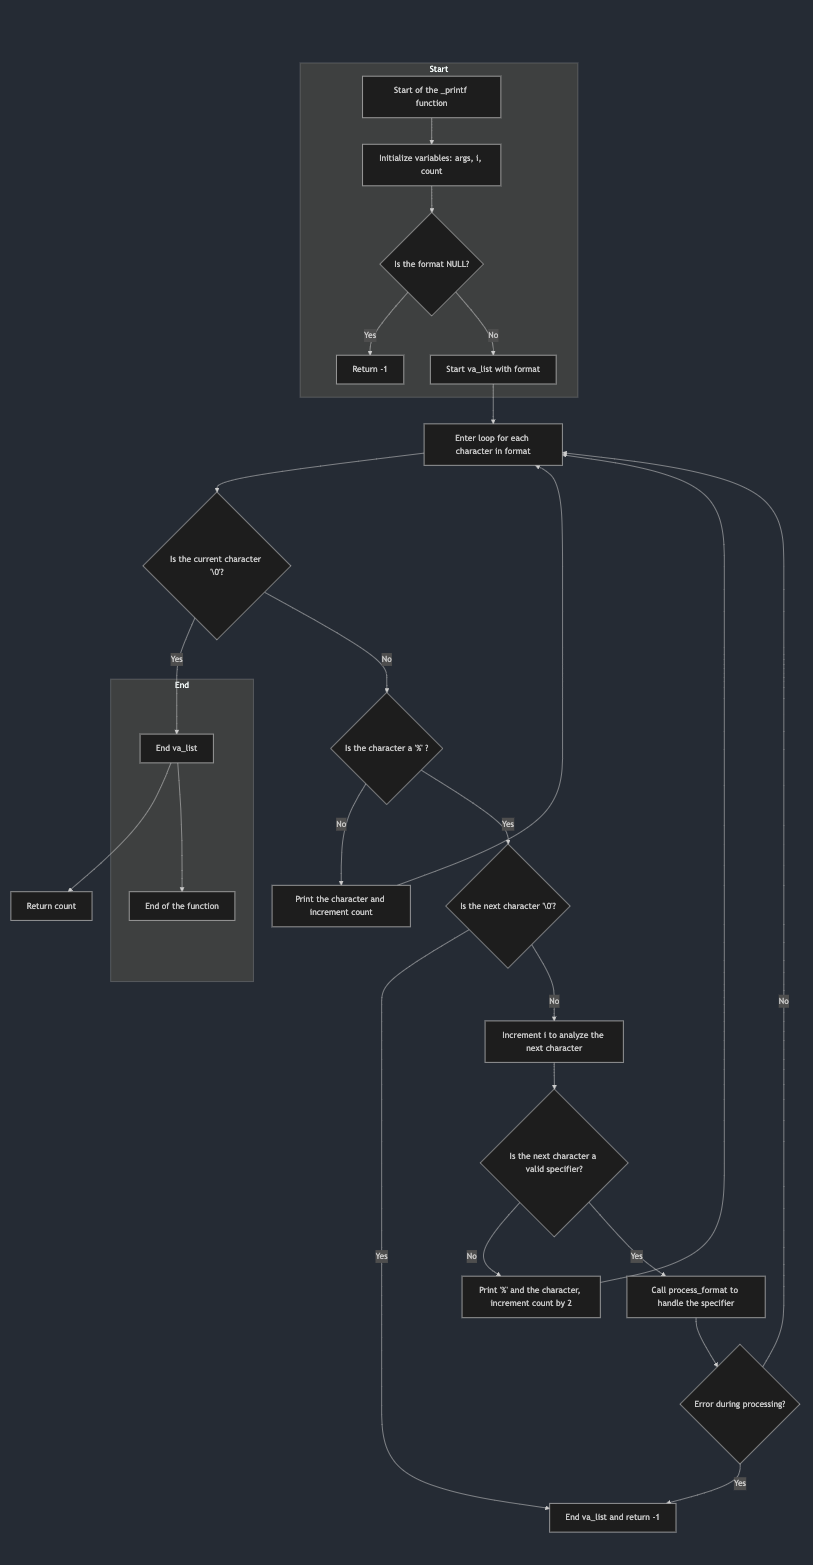 Start
Start of the _printf
function
Initialize variables: args, i,
count
Is the format NULL?
Yes
No
Return -1
Start va_list with format
Enter loop for each
character in format
Is the current character
'\0'?
Yes
No
End
End va_list
Is the character a '%' ?
No
Yes
Return count
End of the function
Print the character and
increment count
Is the next character '\0'?
No
No
Increment i to analyze the
next character
Is the next character a
valid specifier?
Yes
No
Yes
Print '%' and the character,
increment count by 2
Call process_format to
handle the specifier
Error during processing?
Yes
End va_list and return -1